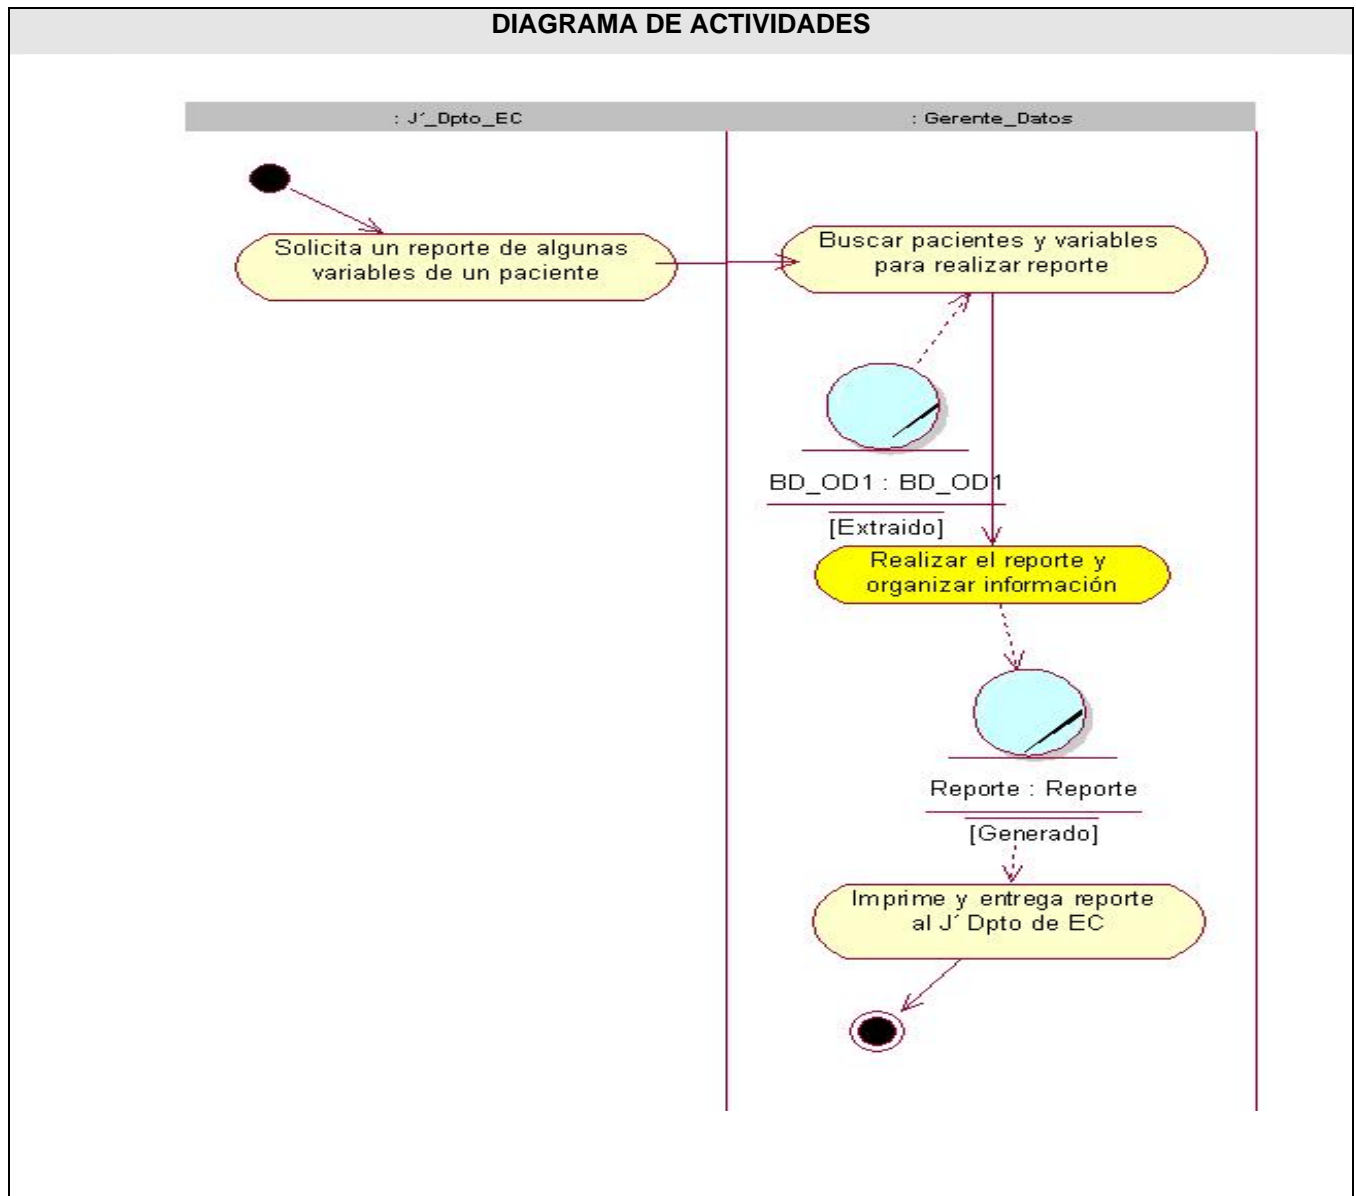 DIAGRAMA DE ACTIVIDADES
: J´_Dpto_EC
: Gerente_Datos
Solicita un reporte de algunas
variables de un paciente
Buscar pacientes y variables
para realizar reporte
BD_OD1 : BD_OD1
[Extraido]
Realizar el reporte y
organizar información
Reporte : Reporte
[Generado]
Imprime y entrega reporte
al J´ Dpto de EC